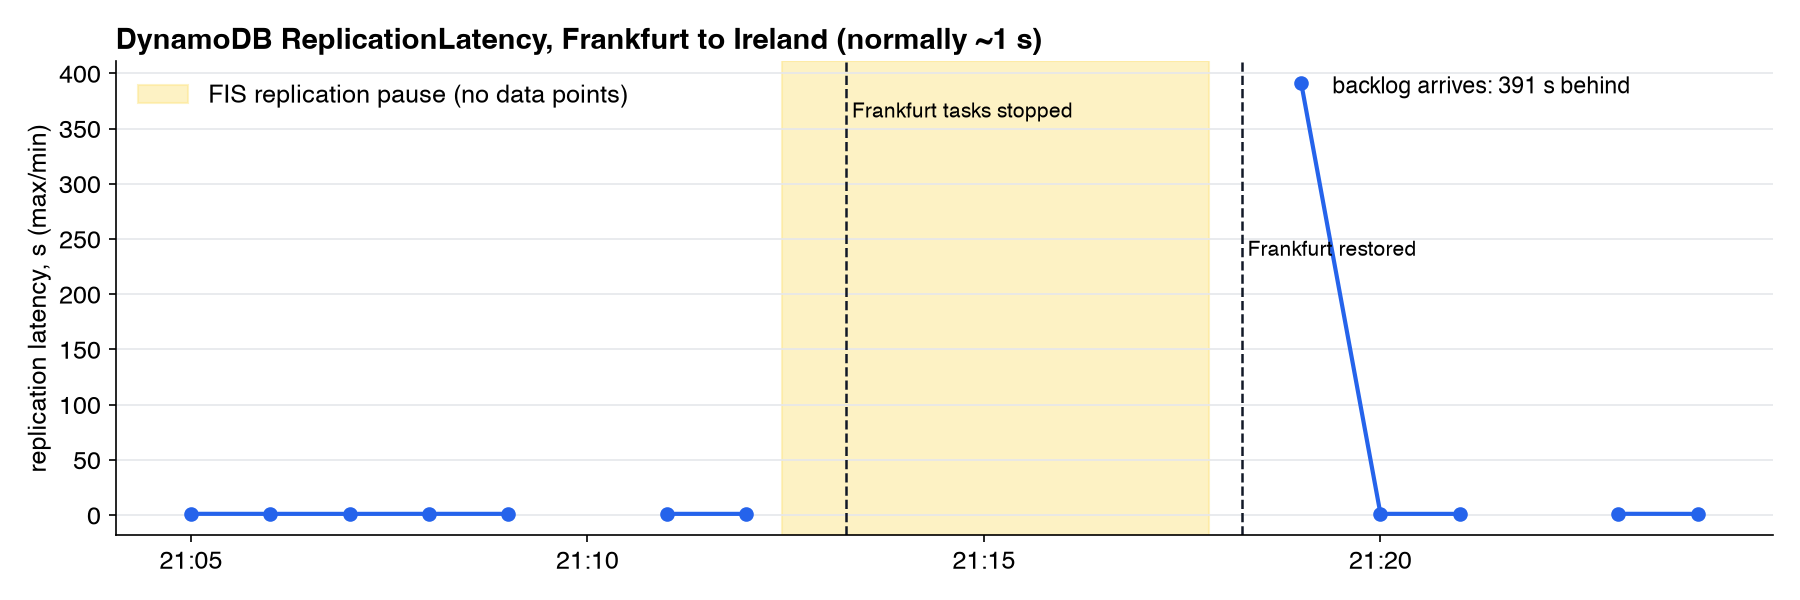 DynamoDB ReplicationLatency, Frankfurt to Ireland (normally ~1 s)
replication latency, s (max/min)
400
350
300
250
200
150
100
50
0
FIS replication pause (no data points)
Frankfurt tasks stopped
backlog arrives: 391 s behind
Frankfurt restored
21:05
21:10
21:15
21:20